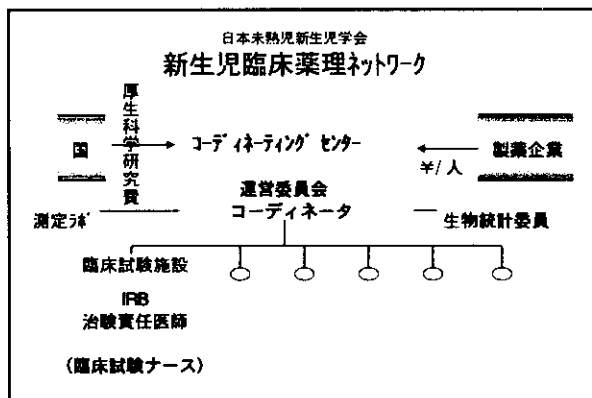 日本未熟児新生児学会
新生児臨床薬理ネットワーク
国
厚生科学研究費
コーディネーティング センター
製薬企業
¥/人
運営委員会
コーディネータ
測定ラボ
生物統計委員
臨床試験施設
IRB
治験責任医師
(臨床試験ナース)